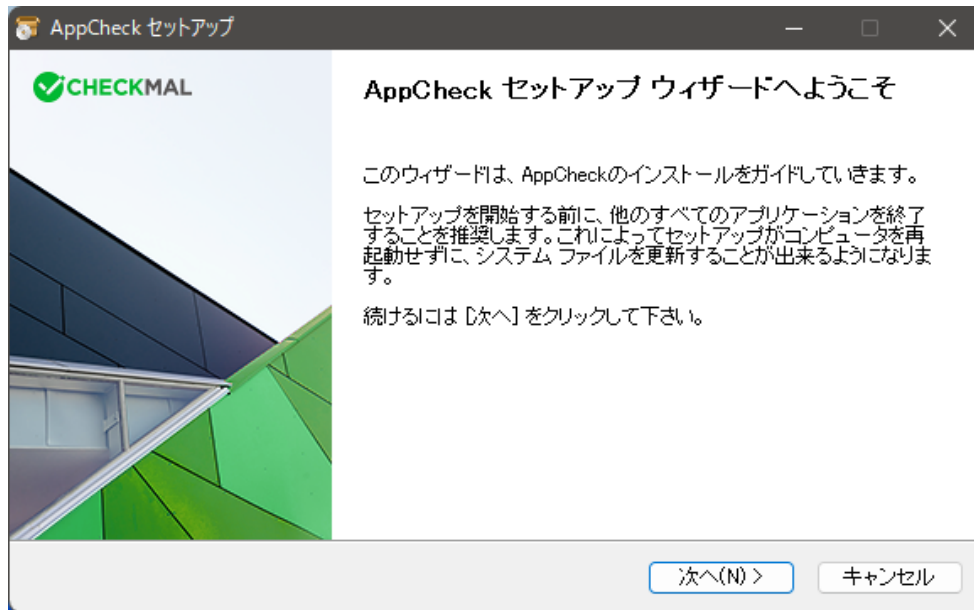 AppCheck セットアップ
CHECKMAL
AppCheck セットアップ ウィザードへようこそ
このウィザードは、AppCheckのインストールをガイドしていきます。
セットアップを開始する前に、他のすべてのアプリケーションを終了
することを推奨します。これによってセットアップがコンピュータを再
起動せずに、システム ファイルを更新することが出来るようになりま
す。
続けるには [次へ] をクリックして下さい。
次へ(N) >
キャンセル